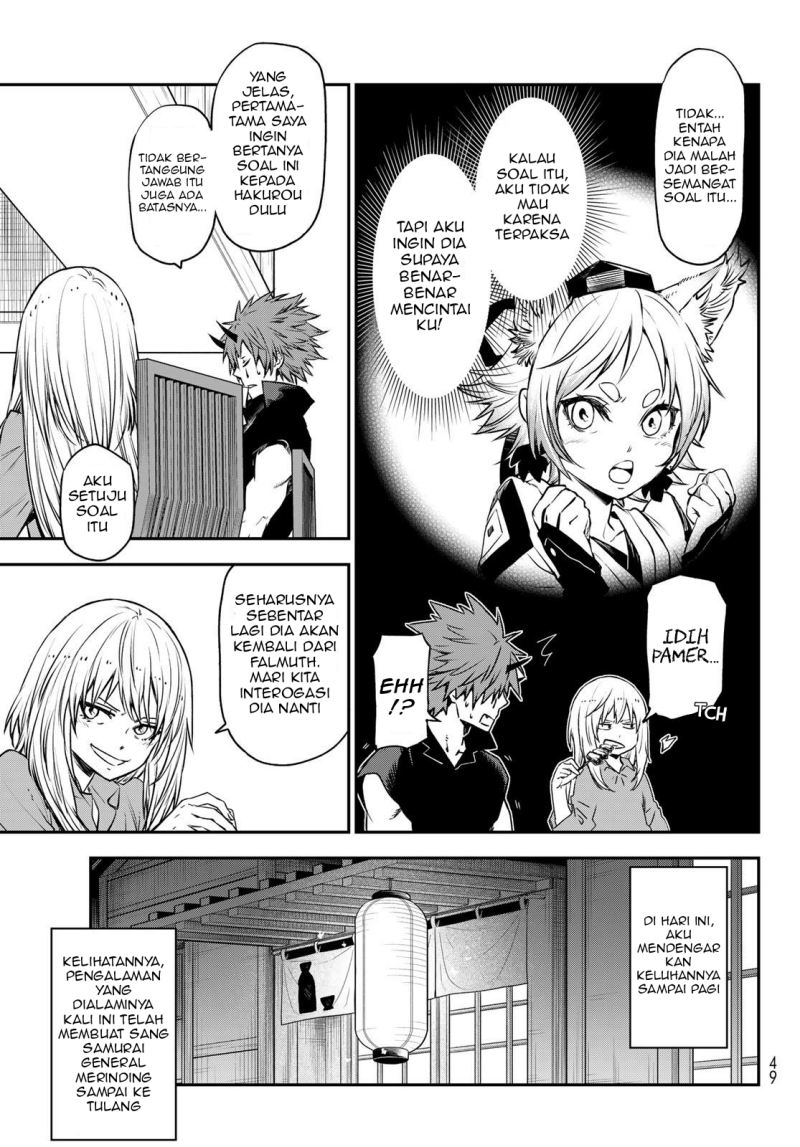 TIDAK...
ENTAH
KENAPA
DIA MALAH
JADI BER-
SEMANGAT
SOAL ITU...
KALAU
SOAL ITU,
AKU TIDAK
MAU
KARENA
TERPAKSA
TAPI AKU
INGIN DIA
SUPAYA
BENAR-
BENAR
MENCINTAI
KU!
IDIH
PAMER...
TCH
EHH
!?
YANG
JELAS,
PERTAMA-
TAMA SAYA
INGIN
BERTANYA
SOAL INI
KEPADA
HAKUROU
DULU
TIDAK BER-
TANGGUNG
JAWAB ITU
JUGA ADA
BATASNYA...
AKU
SETUJU
SOAL
ITU
SEHARUSNYA
SEBENTAR
LAGI DIA AKAN
KEMBALI DARI
FALMUTH.
MARI KITA
INTEROGASI
DIA NANTI
DI HARI INI,
AKU
MENDENGAR
KAN
KELUHANNYA
SAMPAI PAGI
KELIHATANNYA,
PENGALAMAN
YANG
DIALAMINYA
KALI INI TELAH
MEMBUAT SANG
SAMURAI
GENERAL
MERINDING
SAMPAI KE
TULANG
49